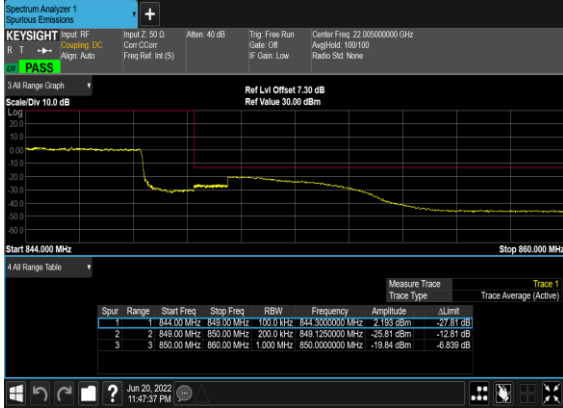 Spectrum Analyzer 1
Spurious Emissions
+
KEYSIGHT Input: RF Input Z: 50 Ω Atten: 40 dB Trig: Free Run Center Freq: 22.005000000 GHz
R T Coupling: DC Corr CCorr Gate: Off Avg|Hold: 100/100
Align: Auto Freq Ref: Int (S) IF Gain: Low Radio Std: None
PASS
3 All Range Graph
Ref Lvl Offset 7.30 dB
Scale/Div 10.0 dB Ref Value 30.00 dBm
Log
20.0
10.0
0.00
-10.0
-20.0
-30.0
-40.0
-50.0
-60.0
Start 844.000 MHz Stop 860.000 MHz
4 All Range Table
Measure Trace Trace 1
Trace Type Trace Average (Active)
Spur Range Start Freq Stop Freq RBW Frequency Amplitude ΔLimit
1 1 844.00 MHz 849.00 MHz 100.0 kHz 844.3000000 MHz 2.193 dBm -27.81 dB
2 2 849.00 MHz 850.00 MHz 200.0 kHz 849.1250000 MHz -25.81 dBm -12.81 dB
3 3 850.00 MHz 860.00 MHz 1.000 MHz 850.0000000 MHz -19.84 dBm -6.839 dB
? Jun 20, 2022
11:47:37 PM